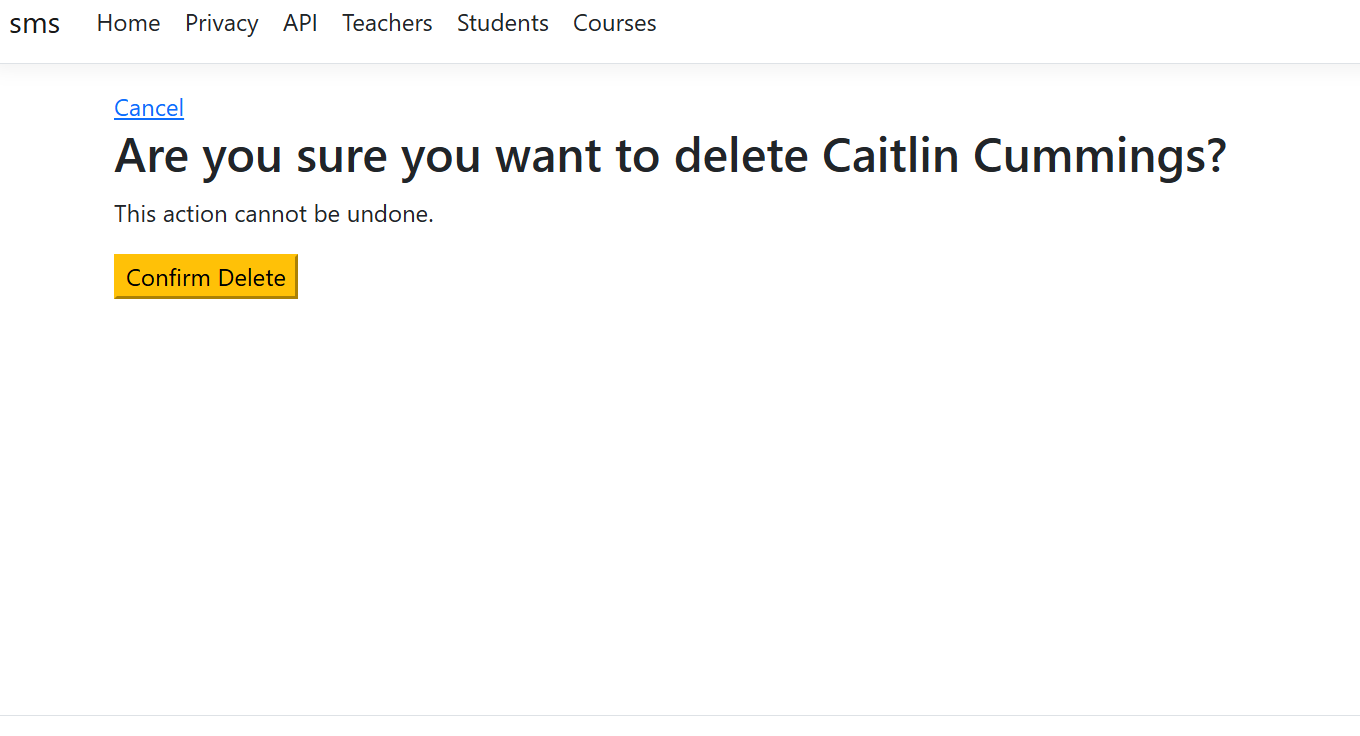 sms Home Privacy API Teachers Students Courses
Cancel
Are you sure you want to delete Caitlin Cummings?
This action cannot be undone.
Confirm Delete